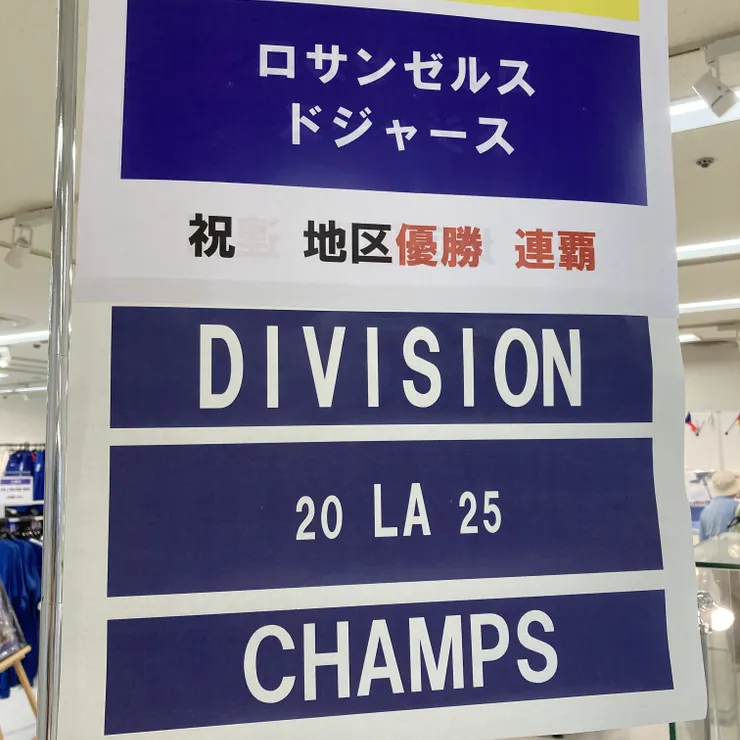 ロサンゼルス
ドジャース
祝 地区優勝 連覇
DIVISION
20 LA 25
CHAMPS